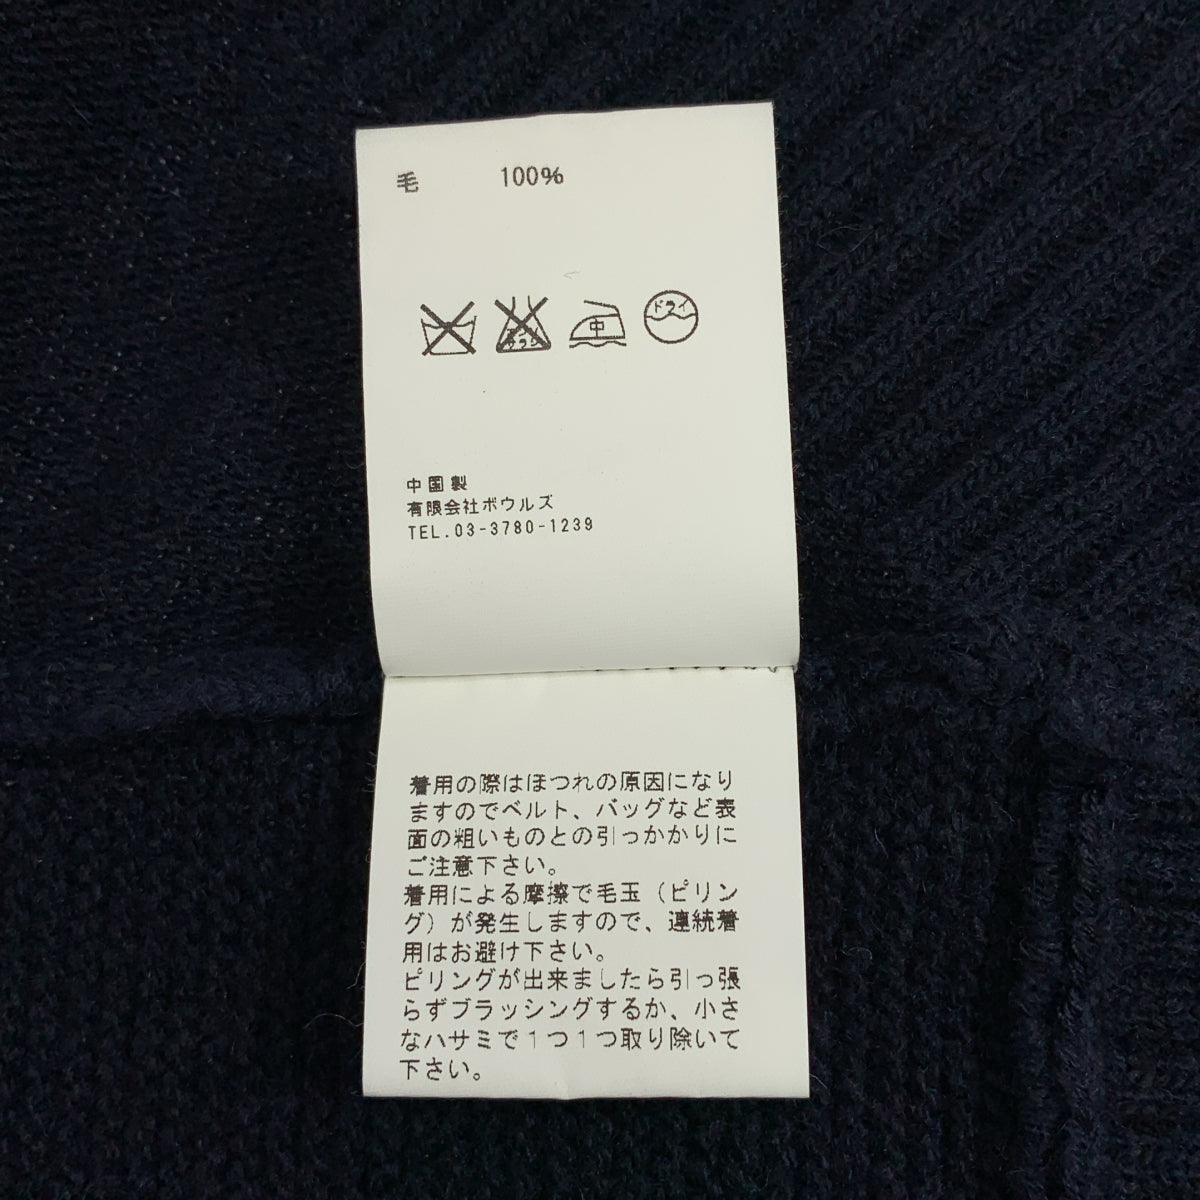 毛 100%
中 ドライ
中国製
有限会社ボウルズ
TEL.03-3780-1239
着用の際はほつれの原因になり
ますのでベルト、バッグなど表
面の粗いものとの引っかかりに
ご注意下さい。
着用による摩擦で毛玉（ピリン
グ）が発生しますので、連続着
用はお避け下さい。
ピリングが出来ましたら引っ張
らずブラッシングするか、小さ
なハサミで１つ１つ取り除いて
下さい。